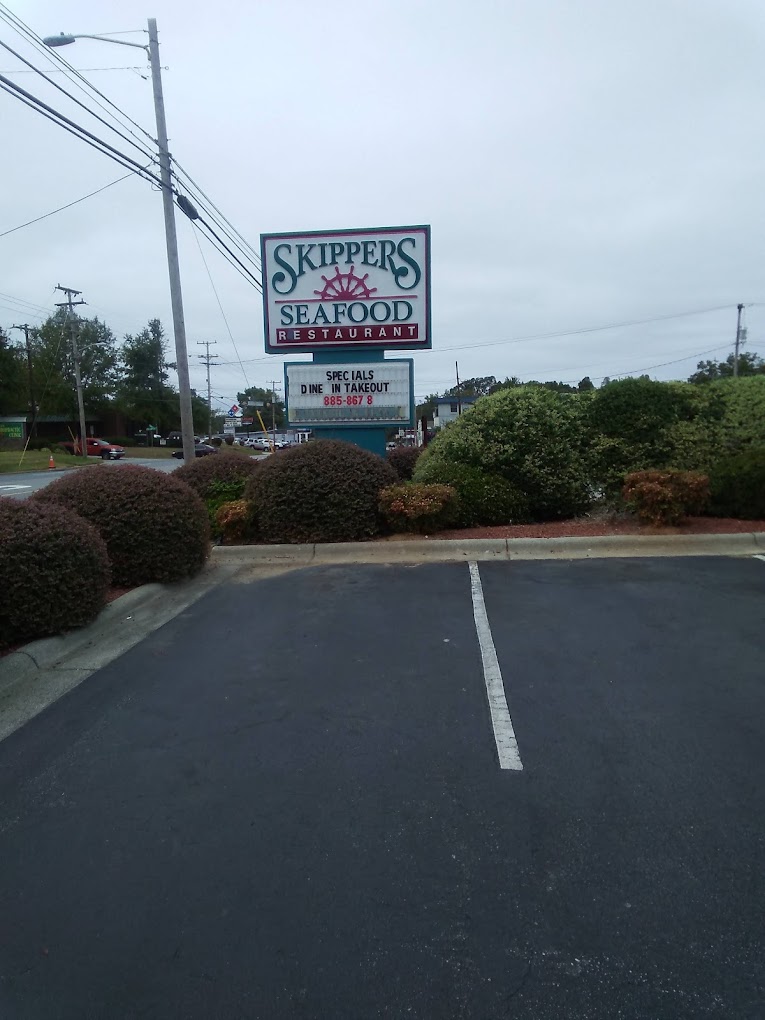 SKIPPERS
SEAFOOD
RESTAURANT
SPECIALS
DINE IN TAKEOUT
885-867 8